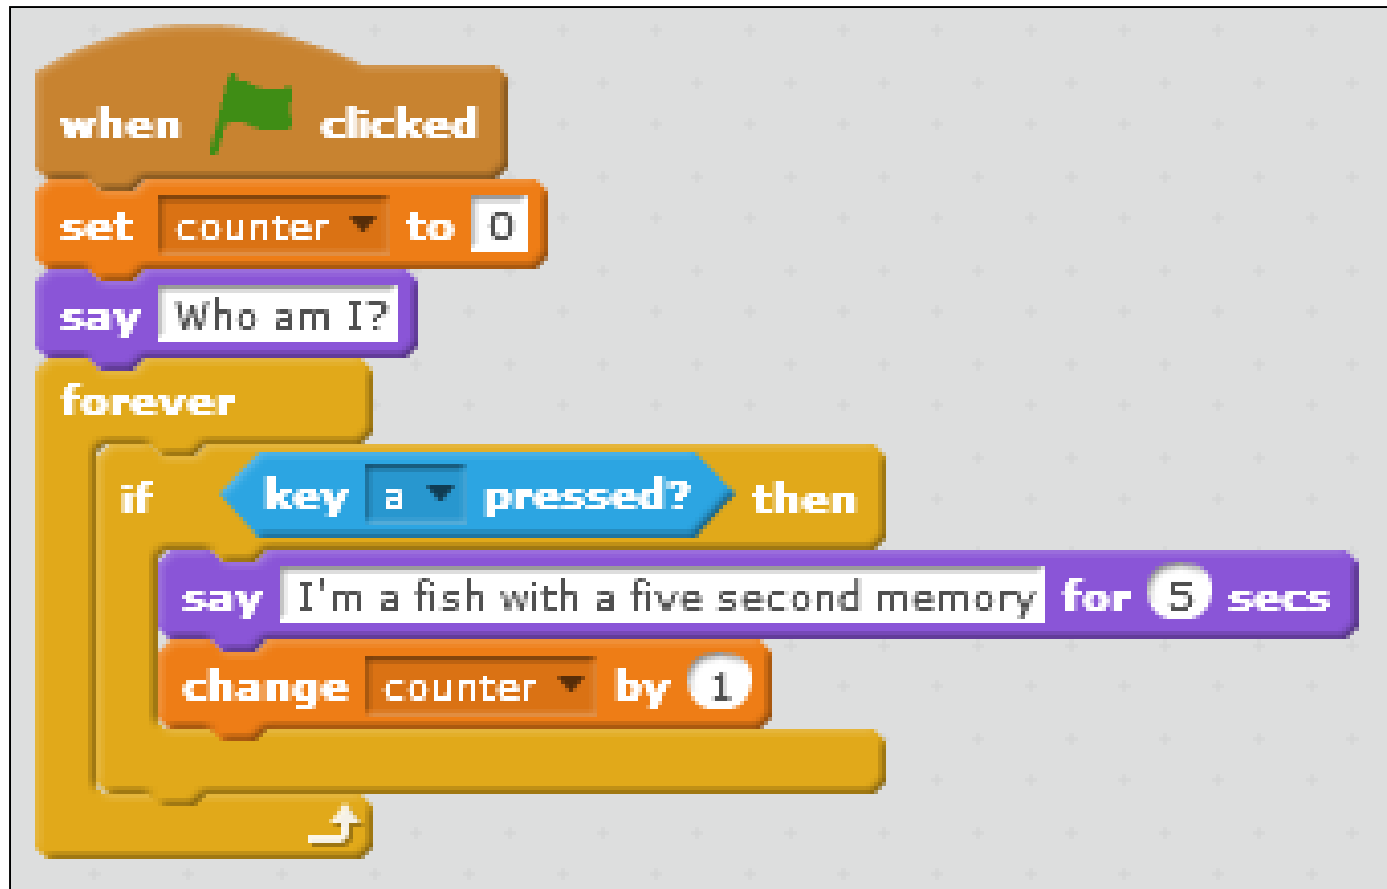 when clicked
set counter to 0
say Who am I?
forever
if key a pressed? then
say I'm a fish with a five second memory for 5 secs
change counter by 1